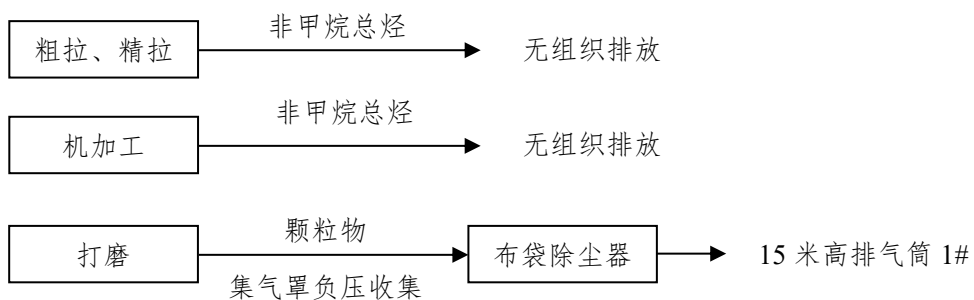 非甲烷总烃
粗拉、精拉
无组织排放
非甲烷总烃
机加工
无组织排放
颗粒物
打磨
布袋除尘器
15 米高排气筒 1#
集气罩负压收集